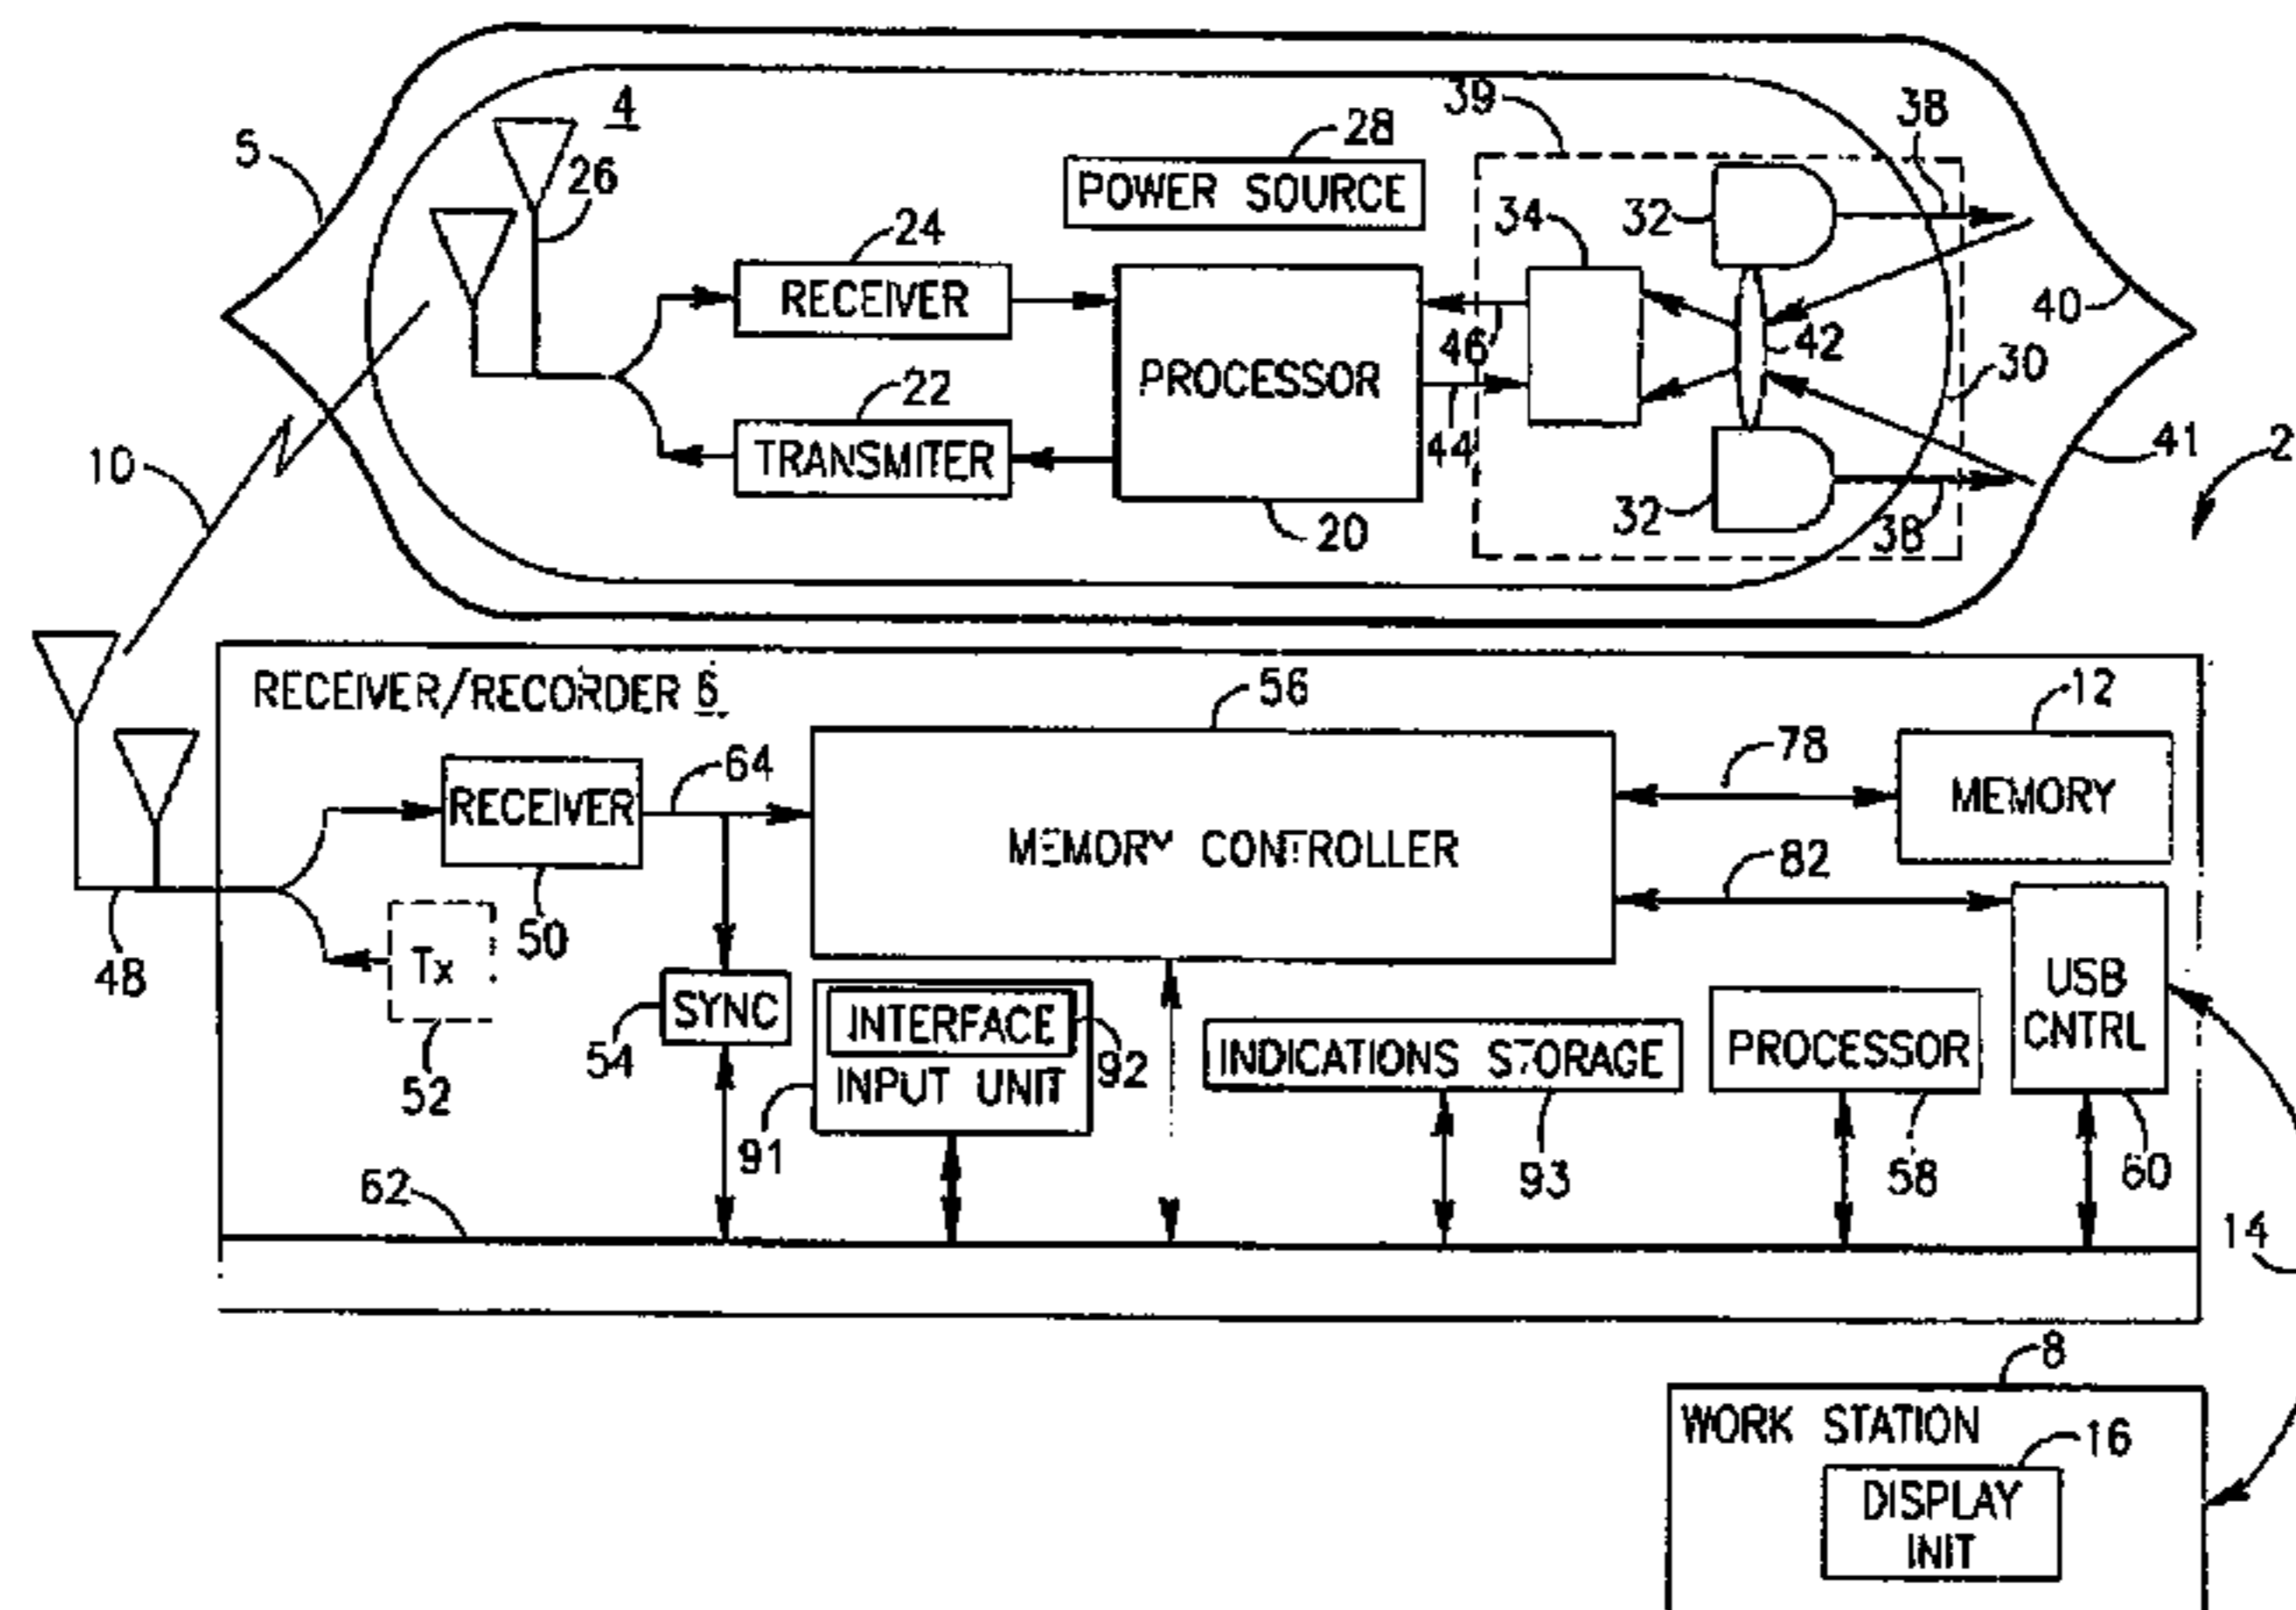 39
38
4
28
5
26
POWER SOURCE
34
32
24
RECEIVER
40
46
42
PROCESSOR
30
22
44
41
2
10
TRANSMITER
32
38
20
RECEIVER/RECORDER 6
56
12
64
78
RECEIVER
MEMORY
MEMORY CONTROLLER
82
50
Tx
48
USB
CNTRL
SYNC
INTERFACE
54
92
INDICATIONS STORAGE
PROCESSOR
INPUT UNIT
52
91
93
58
60
62
14
8
WORK STATION
16
DISPLAY
INIT